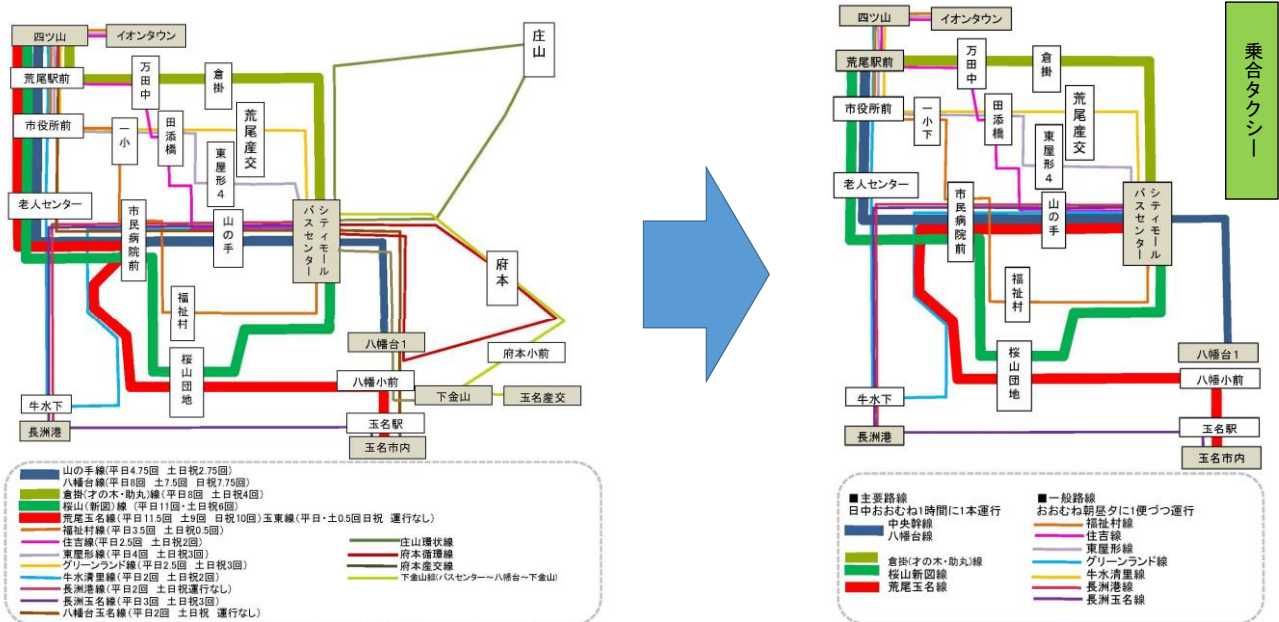 四ツ山
イオンタウン
荒尾駅前
万田中
倉掛
庄山
市役所前
一小
田添橋
荒尾産交
東屋形4
老人センター
市民病院前
山の手
シティモール
バスセンター
府本
福祉村
八幡台1
府本小前
桜山団地
八幡小前
下金山
玉名産交
牛水下
長洲港
玉名駅
玉名市内
山の手線(平日4.75回 土日祝2.75回)
八幡台線(平日8回 土7.5回 日祝7.75回)
倉掛(才の木・助丸)線(平日8回 土日祝4回)
桜山(新図)線 (平日11回・土日祝6回)
荒尾玉名線(平日11.5回 土9回 日祝10回)玉東線(平日・土0.5回日祝 運行なし)
福祉村線(平日3.5回 土日祝0.5回)
住吉線(平日2.5回 土日祝2回)
東屋形線(平日4回 土日祝3回)
グリーンランド線(平日2.5回 土日祝3回)
牛水清里線(平日2回 土日祝2回)
長洲港線(平日2回 土日祝運行なし)
長洲玉名線(平日3回 土日祝3回)
八幡台玉名線(平日2回 土日祝 運行なし)
庄山環状線
府本循環線
府本産交線
下金山線(バスセンター~八幡台~下金山)
四ツ山
イオンタウン
荒尾駅前
万田中
倉掛
市役所前
一小下
田添橋
荒尾産交
東屋形4
老人センター
市民病院前
山の手
シティモール
バスセンター
福祉村
桜山団地
八幡台1
八幡小前
牛水下
長洲港
玉名駅
玉名市内
乗合タクシー
■主要路線
日中おおむね1時間に1本運行
中央幹線
八幡台線
倉掛(才の木・助丸)線
桜山新図線
荒尾玉名線
■一般路線
おおむね朝昼夕に1便づつ運行
福祉村線
住吉線
東屋形線
グリーンランド線
牛水清里線
長洲港線
長洲玉名線